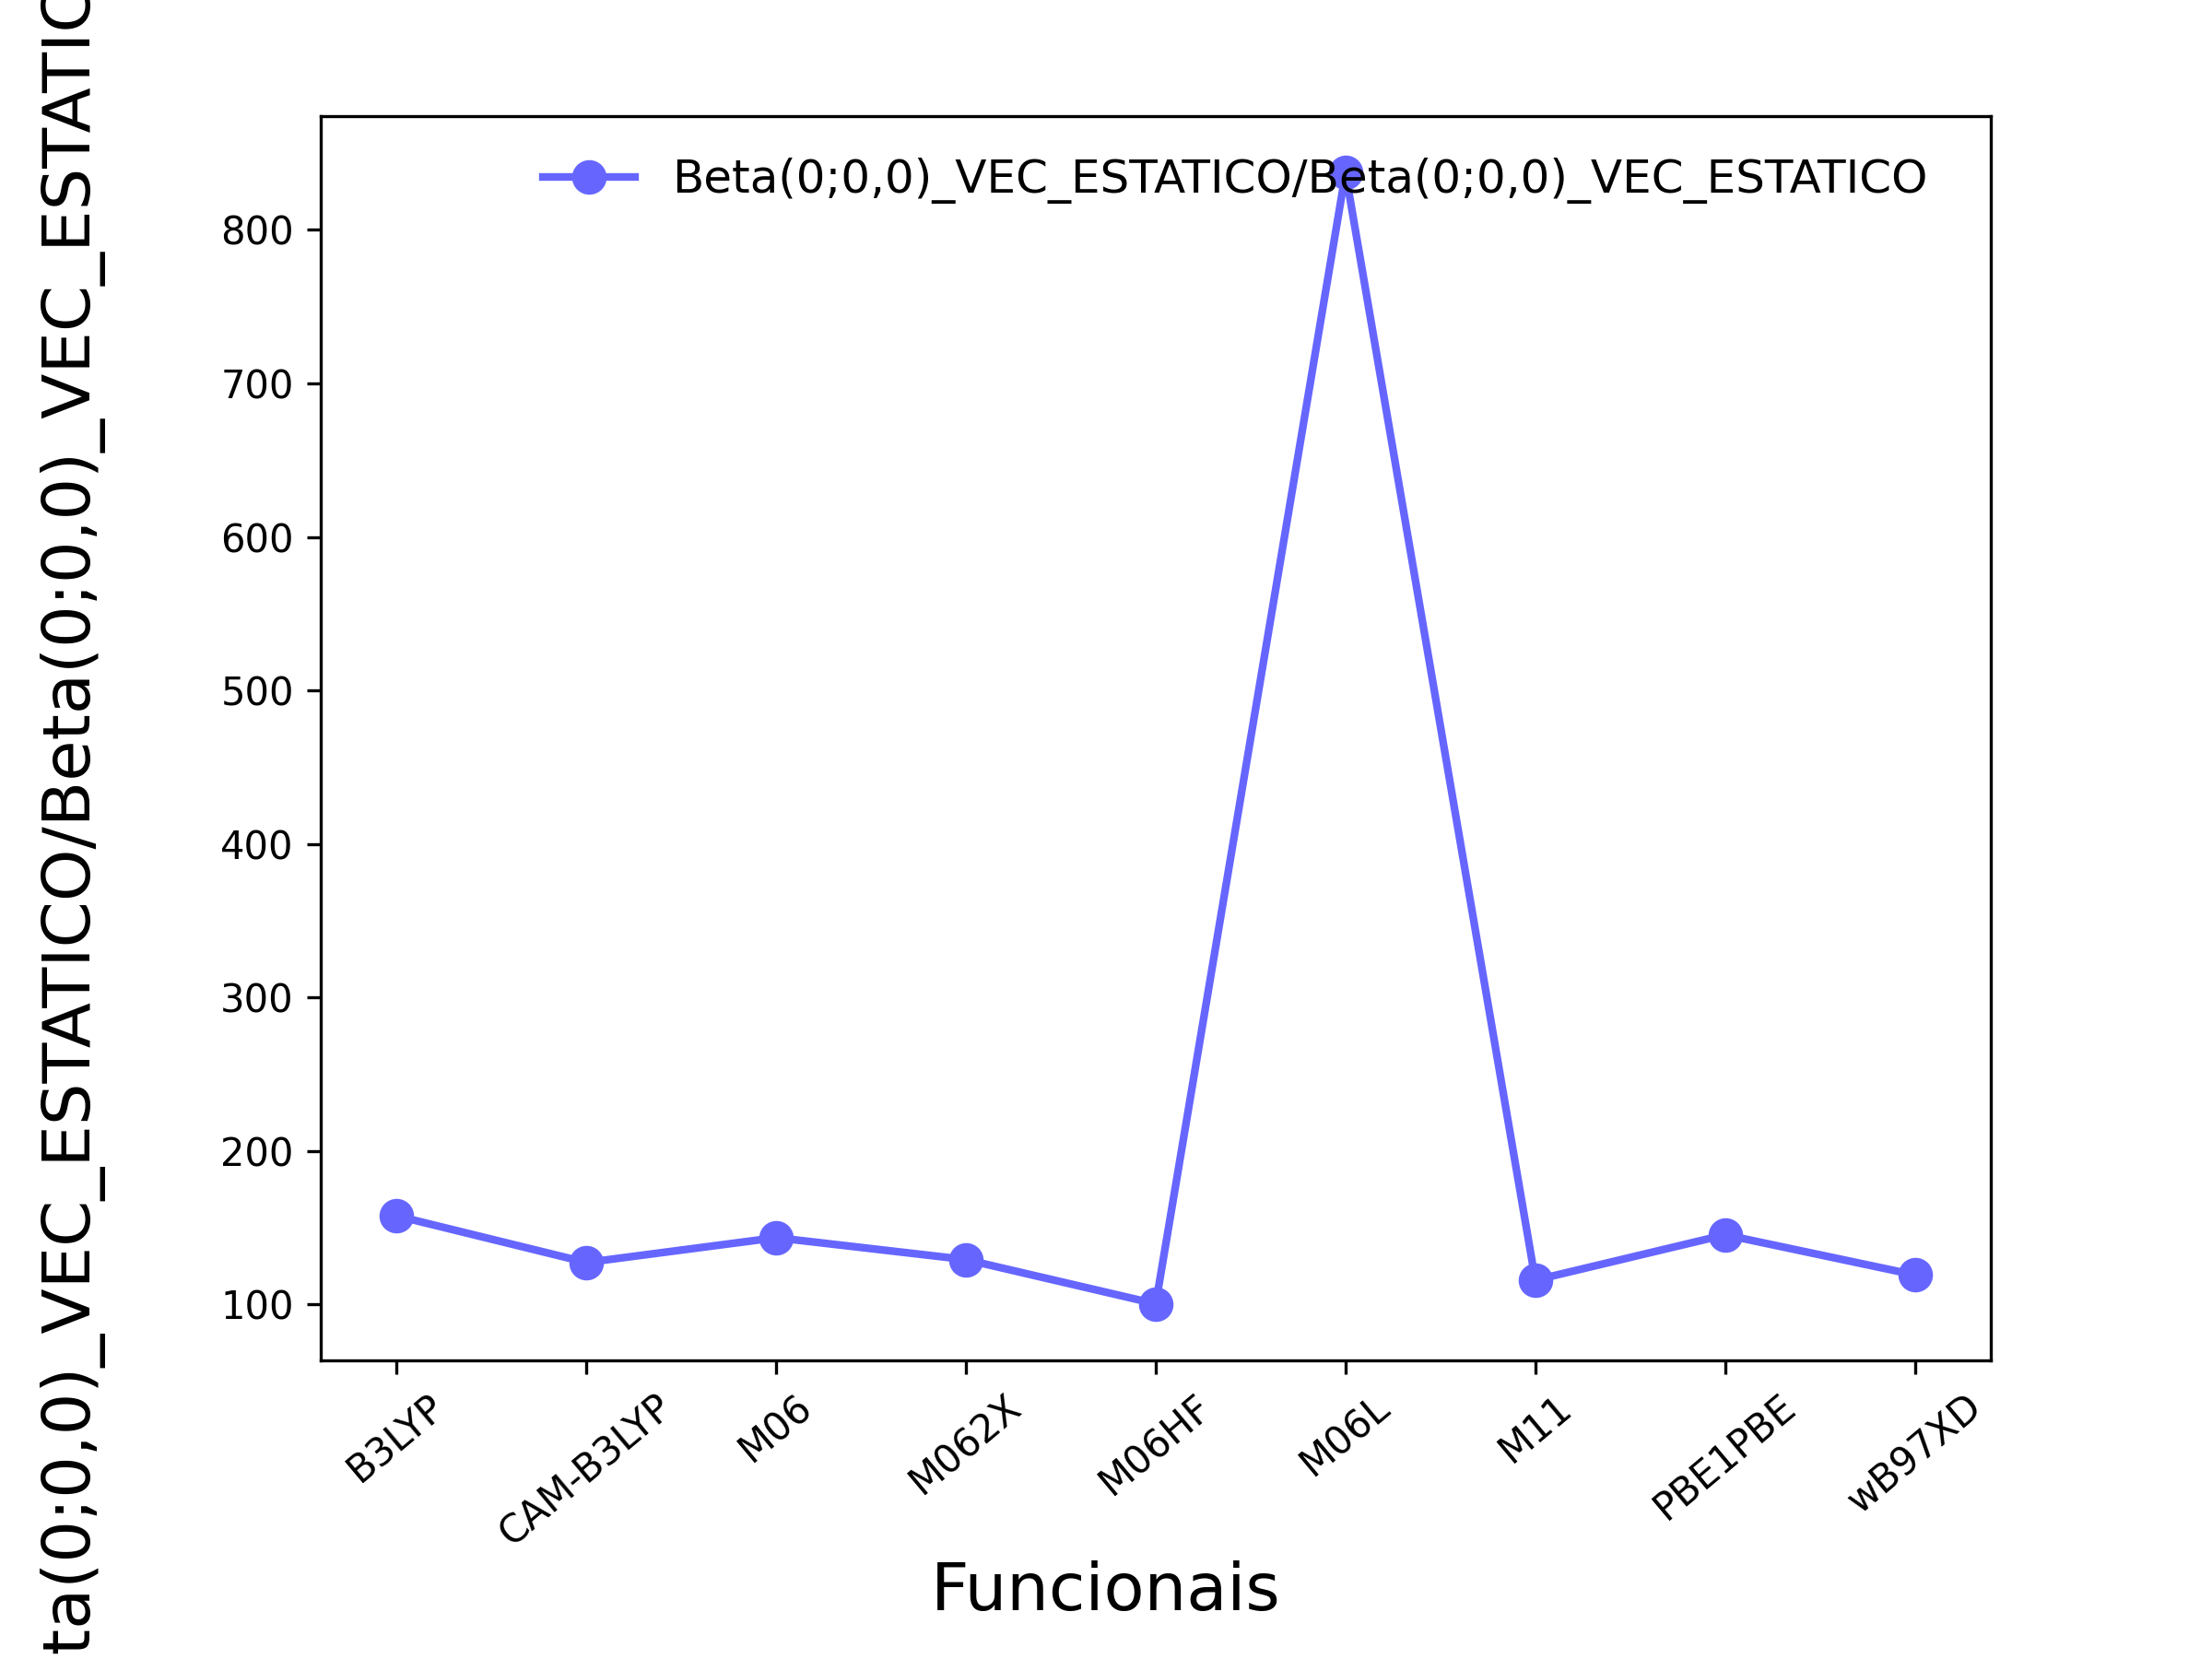 Beta(0;0,0)_VEC_ESTATICO/Beta(0;0,0)_VEC_ESTATICO
800
700
600
500
400
300
200
100
ta(0;0,0)_VEC_ESTATICO/Beta(0;0,0)_VEC_ESTATIC
B3LYP
CAM-B3LYP
M06
M062X
M06HF
M06L
M11
PBE1PBE
wB97XD
Funcionais